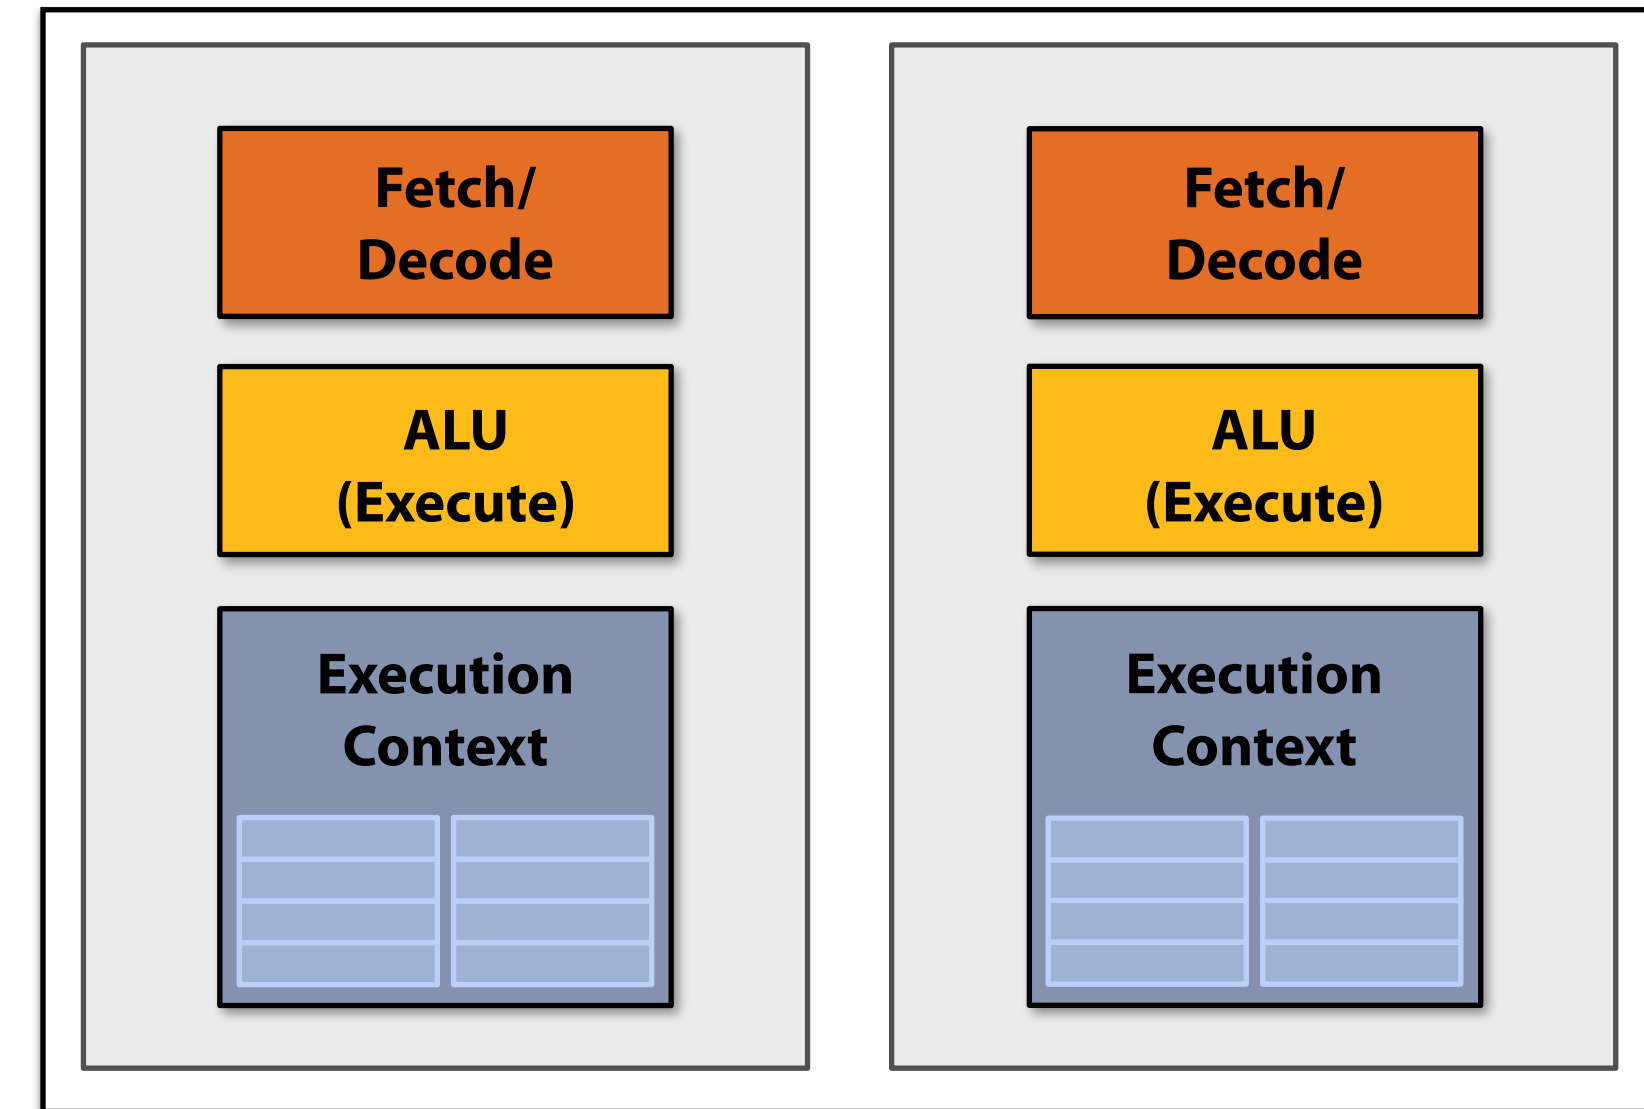 Fetch/
Decode
ALU
(Execute)
Execution
Context
Fetch/
Decode
ALU
(Execute)
Execution
Context